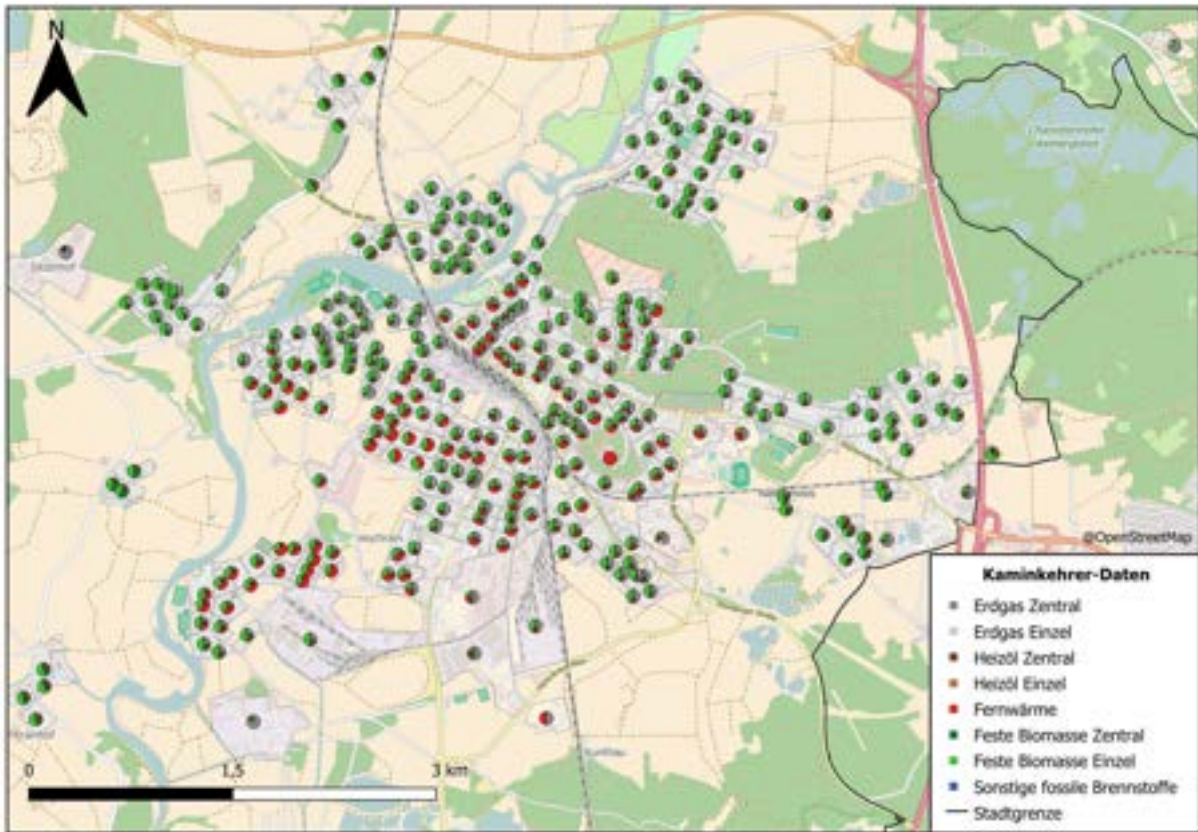 N
@OpenStreetMap
Kaminkehrer-Daten
Erdgas Zentral
Erdgas Einzel
Heizöl Zentral
Heizöl Einzel
Fernwärme
Feste Biomasse Zentral
Feste Biomasse Einzel
Sonstige fossile Brennstoffe
Stadtgrenze
0 1,5 3 km